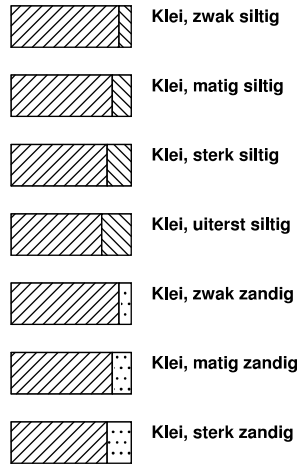 Klei, zwak siltig
Klei, matig siltig
Klei, sterk siltig
Klei, uiterst siltig
Klei, zwak zandig
Klei, matig zandig
Klei, sterk zandig